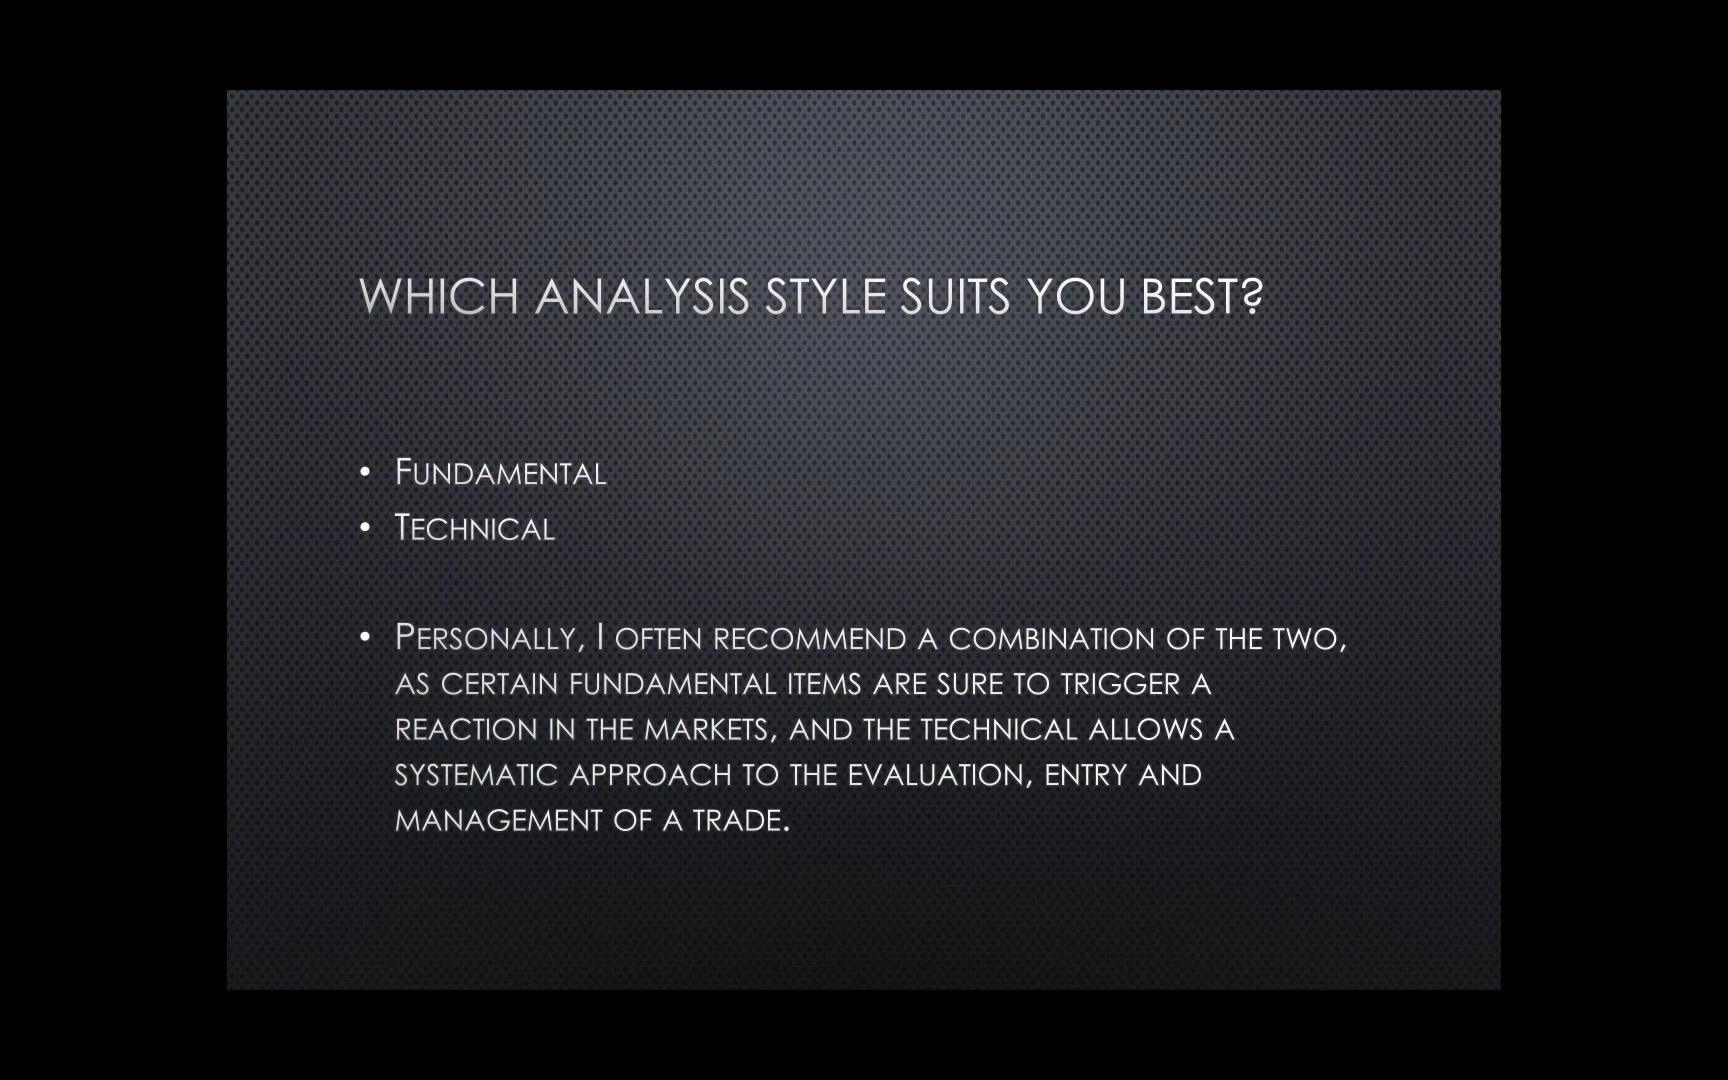 WHICH ANALYSIS STYLE SUITS YOU BEST?
• FUNDAMENTAL
• TECHNICAL
• PERSONALLY, I OFTEN RECOMMEND A COMBINATION OF THE TWO,
AS CERTAIN FUNDAMENTAL ITEMS ARE SURE TO TRIGGER A
REACTION IN THE MARKETS, AND THE TECHNICAL ALLOWS A
SYSTEMATIC APPROACH TO THE EVALUATION, ENTRY AND
MANAGEMENT OF A TRADE.